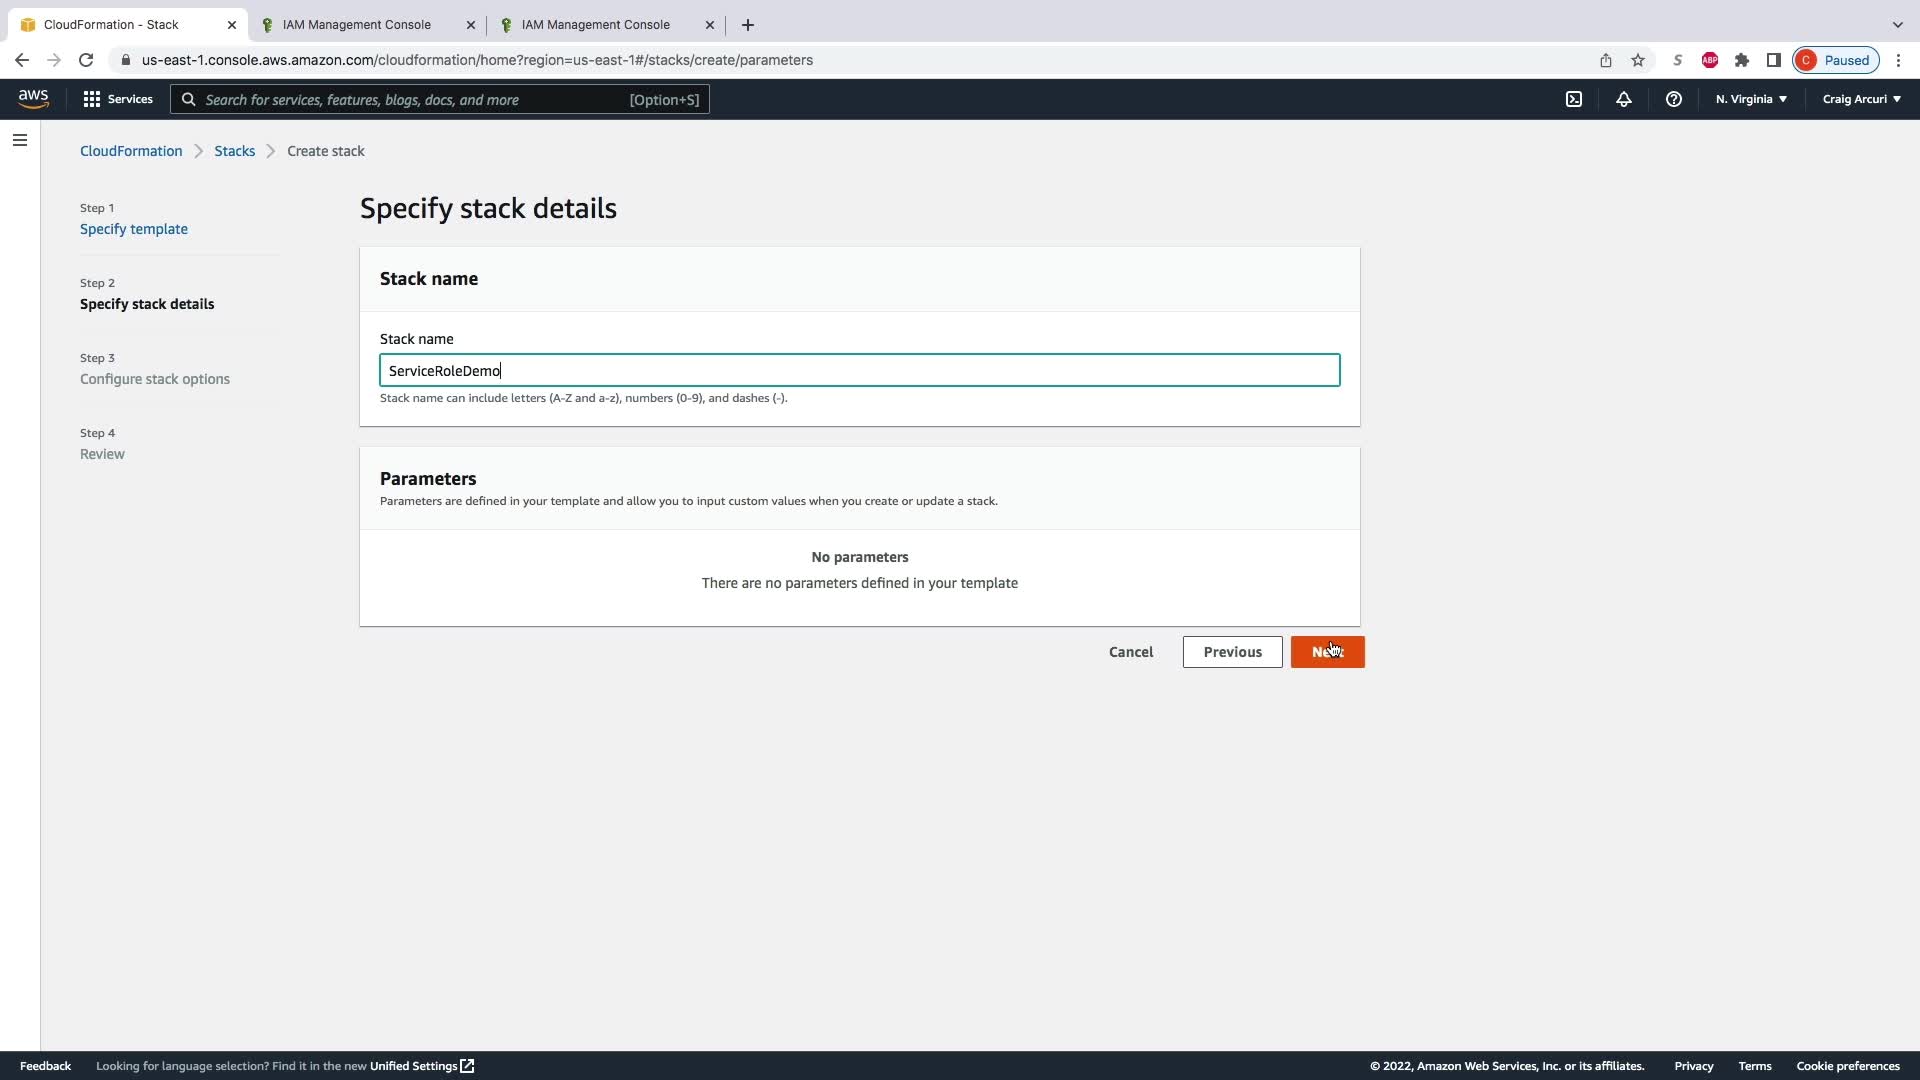 CloudFormation - Stack
IAM Management Console
IAM Management Console
us-east-1.console.aws.amazon.com/cloudformation/home?region=us-east-1#/stacks/create/parameters
S
ABP
C Paused
aws
Services
Search for services, features, blogs, docs, and more [Option+S]
N. Virginia
Craig Arcuri
CloudFormation
Stacks
Create stack
Step 1
Specify template
Step 2
Specify stack details
Step 3
Configure stack options
Step 4
Review
Specify stack details
Stack name
Stack name
ServiceRoleDemo
Stack name can include letters (A-Z and a-z), numbers (0-9), and dashes (-).
Parameters
Parameters are defined in your template and allow you to input custom values when you create or update a stack.
No parameters
There are no parameters defined in your template
Cancel
Previous
Feedback
Looking for language selection? Find it in the new Unified Settings
© 2022, Amazon Web Services, Inc. or its affiliates.
Privacy
Terms
Cookie preferences